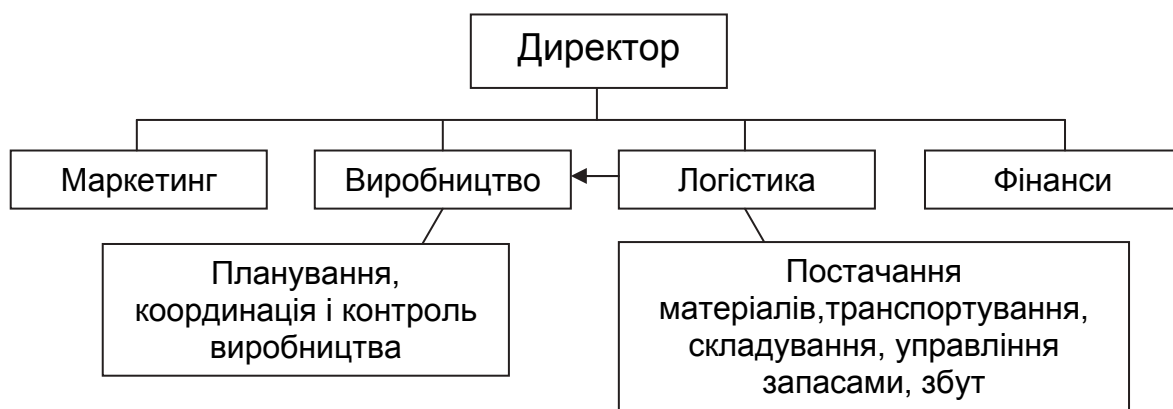 Директор
Маркетинг
Виробництво
Логістика
Фінанси
Планування,
координація і контроль
виробництва
Постачання
матеріалів,транспортування,
складування, управління
запасами, збут